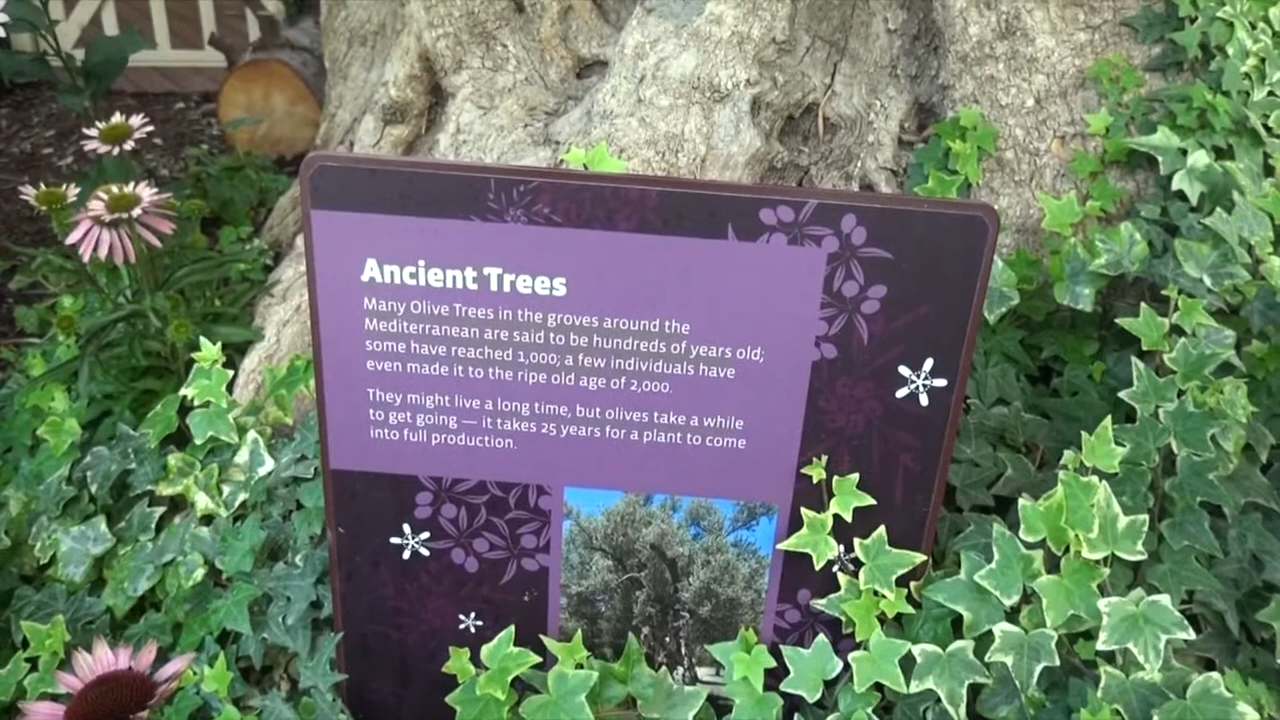 Ancient Trees
Many Olive Trees in the groves around the
Mediterranean are said to be hundreds of years old;
some have reached 1,000; a few individuals have
even made it to the ripe old age of 2,000.
They might live a long time, but olives take a while
to get going — it takes 25 years for a plant to come
into full production.